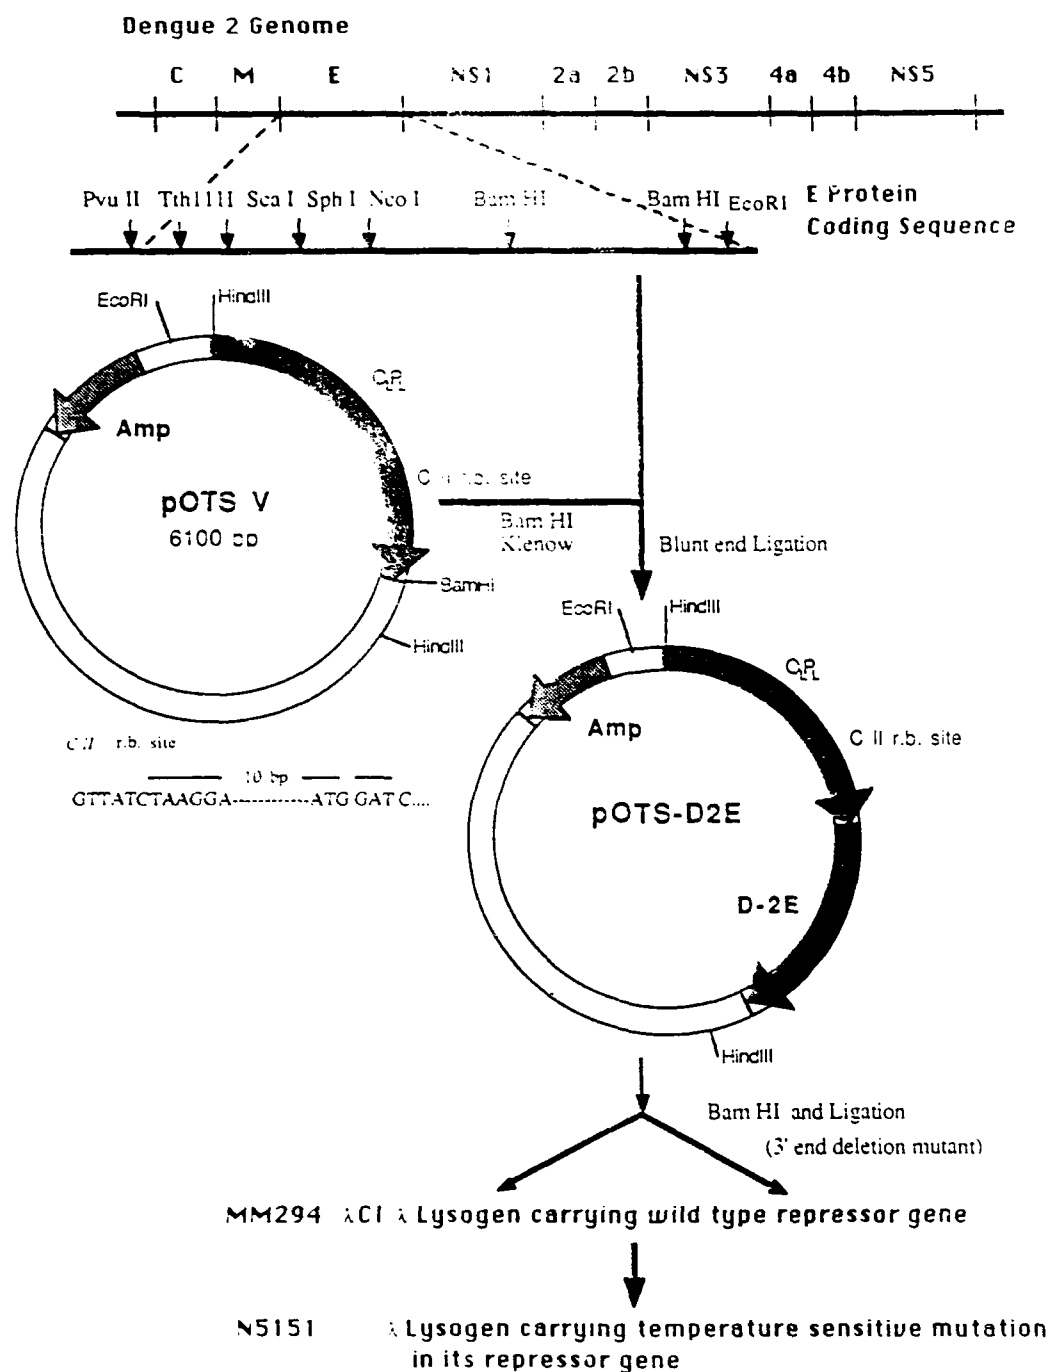 Dengue 2 Genome
C M E NS1 2a 2b NS3 4a 4b NS5
Pvu II Tth111I Sca I Sph I Nco I Bam HI Bam HI EcoR1
E Protein
Coding Sequence
EcoRI HindIII
Amp
pOTS V
6100 bp
C II r.b. site
Bam HI
Klenow
Blunt end Ligation
BamHI
HindIII
EcoRI HindIII
Amp
C II r.b. site
pOTS-D2E
D-2E
HindIII
C II r.b. site
10 bp
GTTATCTAAGGA-----------ATG GAT C....
Bam HI and Ligation
(3' end deletion mutant)
MM294 λCI λ Lysogen carrying wild type repressor gene
N5151 λ Lysogen carrying temperature sensitive mutation
in its repressor gene